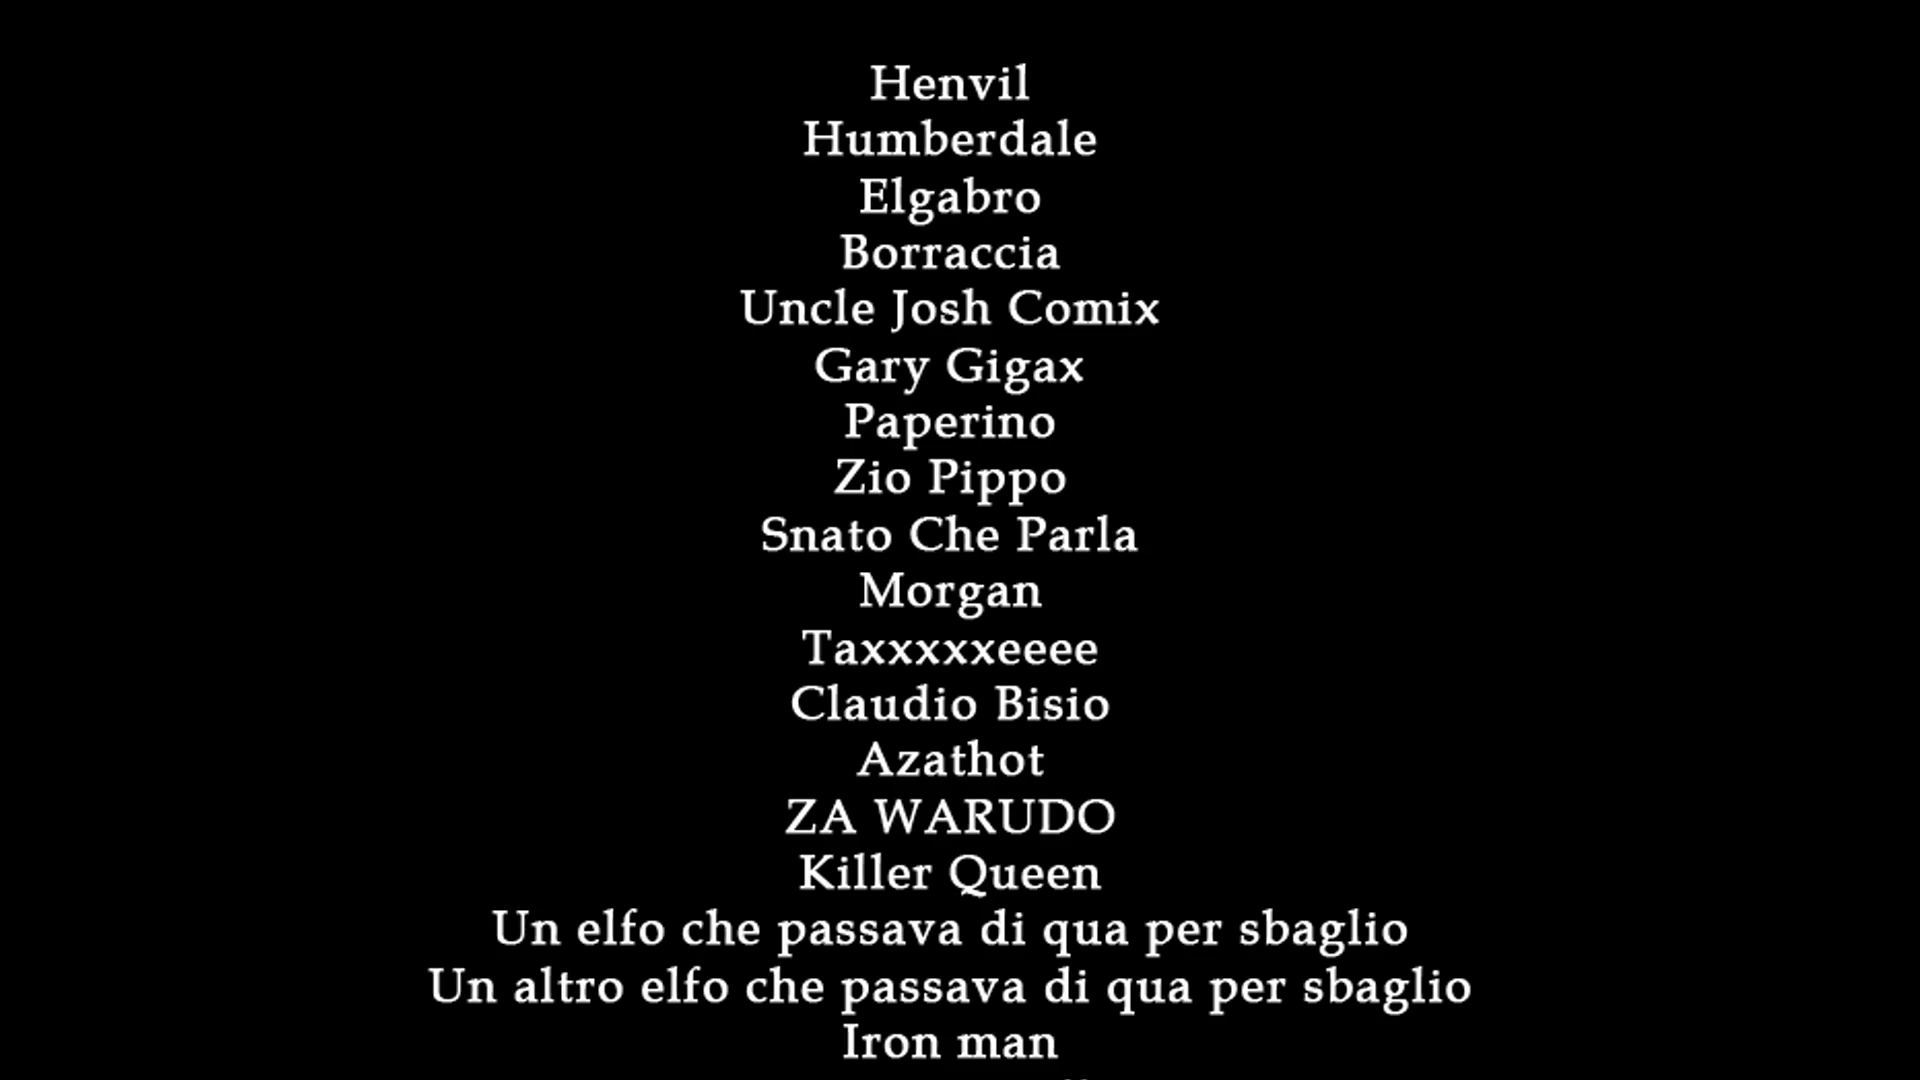 Henvil
Humberdale
Elgabro
Borraccia
Uncle Josh Comix
Gary Gigax
Paperino
Zio Pippo
Snato Che Parla
Morgan
Taxxxxxeeee
Claudio Bisio
Azathot
ZA WARUDO
Killer Queen
Un elfo che passava di qua per sbaglio
Un altro elfo che passava di qua per sbaglio
Iron man